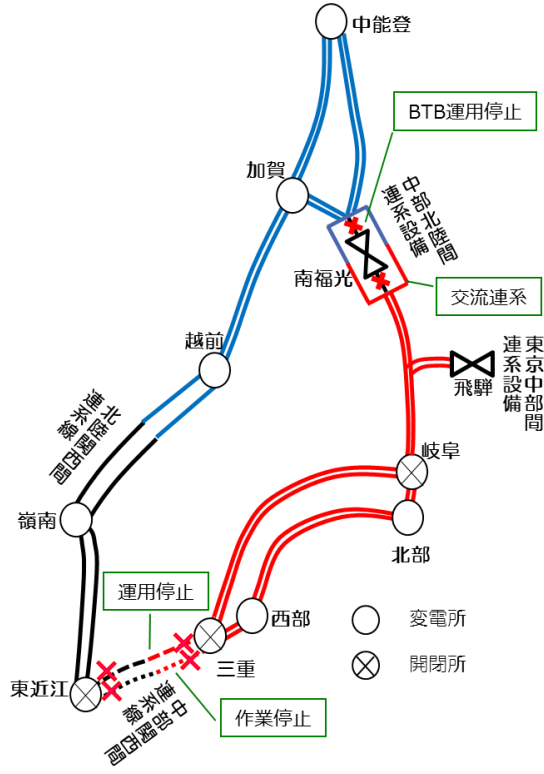 中能登
BTB運用停止
加賀
中部北陸間
連系設備
南福光
交流連系
越前
東京中部間
連系設備
飛騨
北陸関西間
連系線
岐阜
嶺南
北部
運用停止
西部
変電所
三重
開閉所
東近江
中部関西間
連系線
作業停止